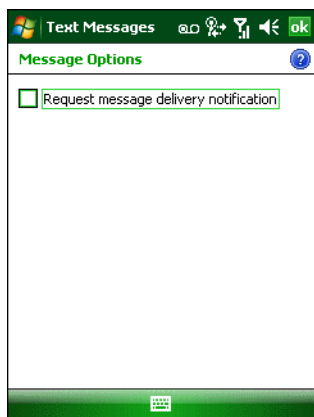 Text Messages ok
Message Options
Request message delivery notification